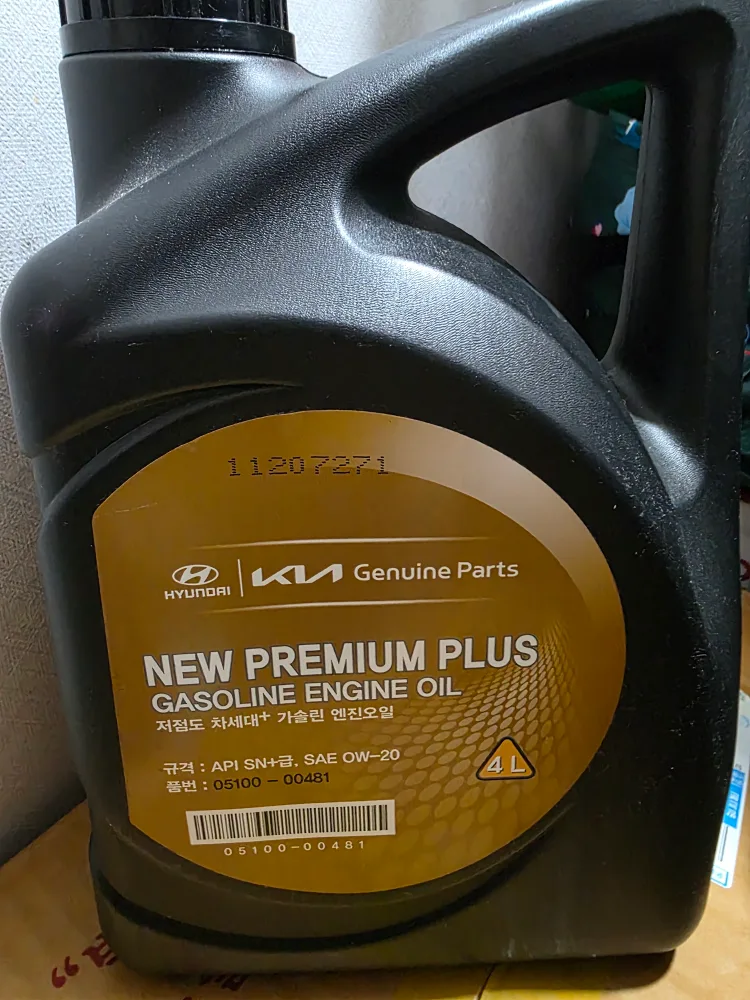 11207271
HYUNDAI | KIA Genuine Parts
NEW PREMIUM PLUS
GASOLINE ENGINE OIL
저점도 차세대+ 가솔린 엔진오일
규격 : API SN+급, SAE 0W-20
품번 : 05100 - 00481
4 L
05100-00481